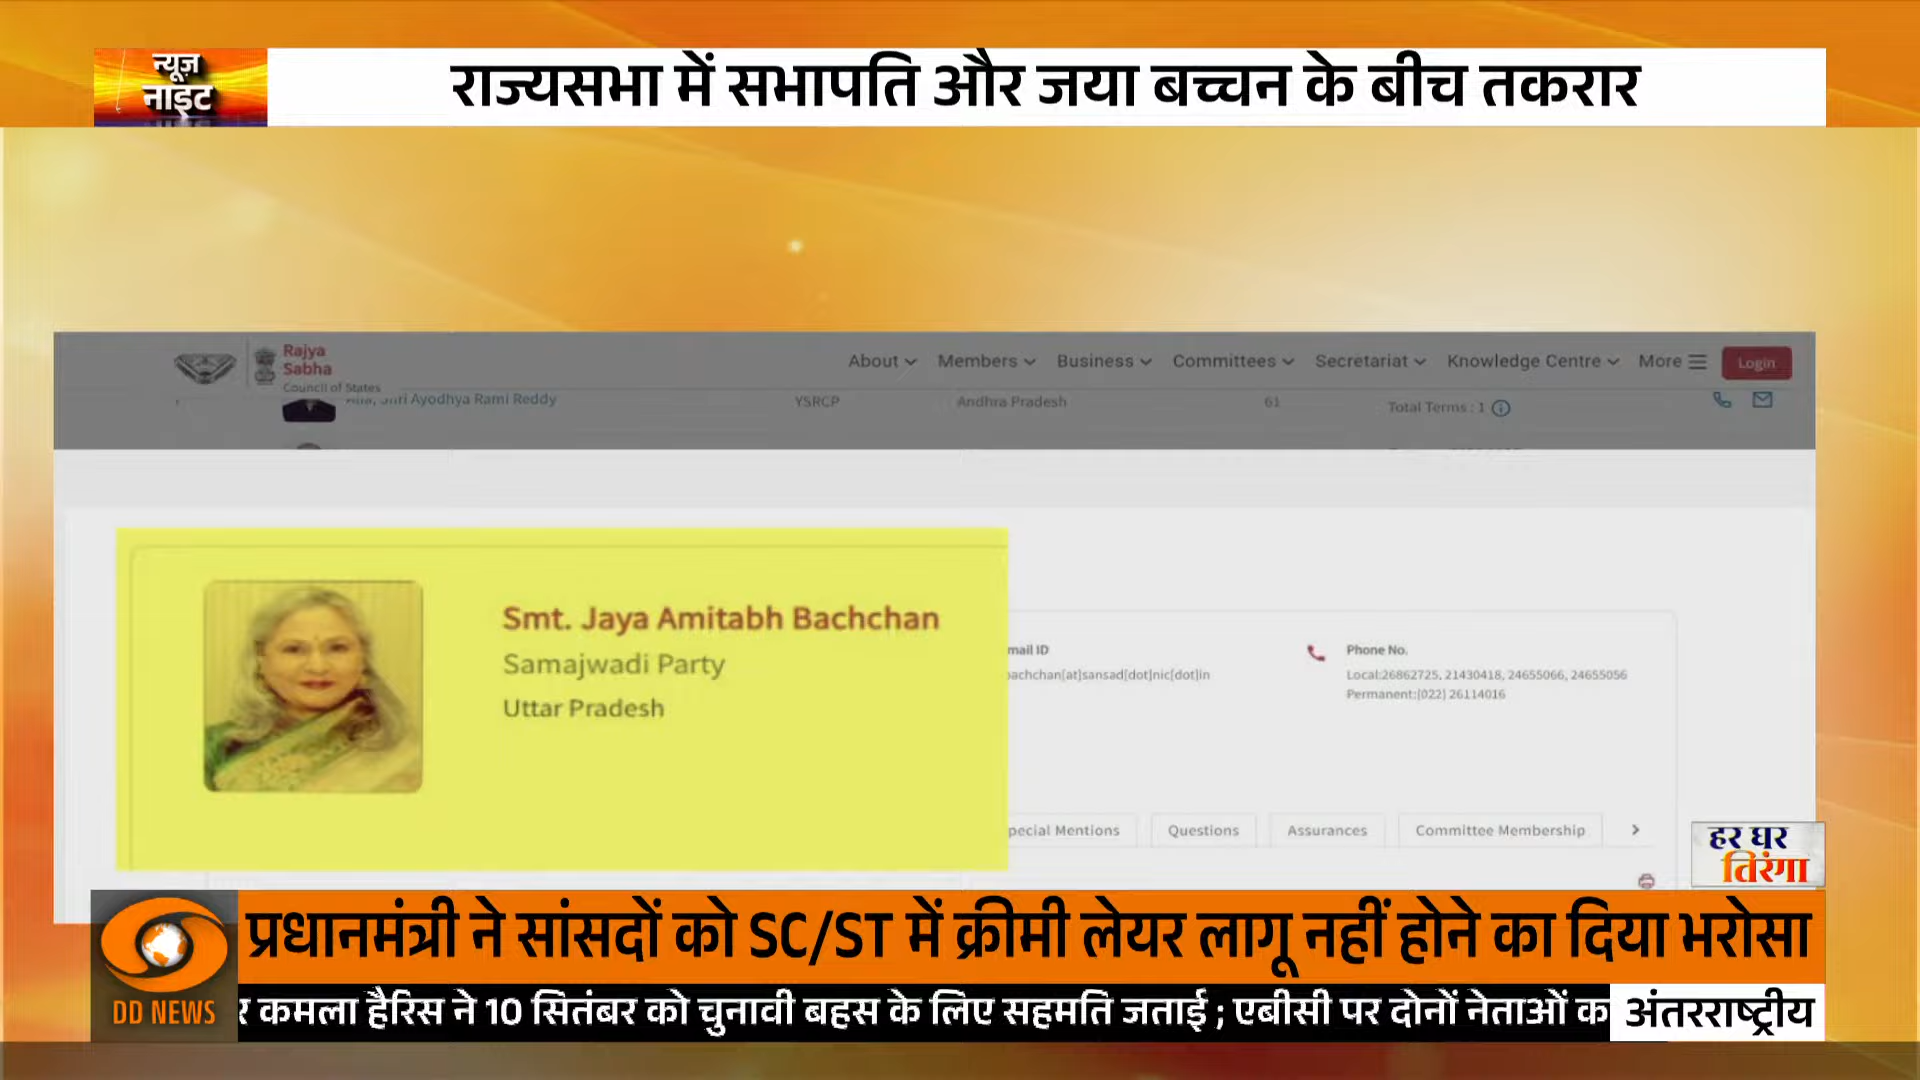 न्यूज़
नाइट
राज्यसभा में सभापति और जया बच्चन के बीच तकरार
Rajya
Sabha
Council of States
About
Members
Business
Committees
Secretariat
Knowledge Centre
More
Login
Shri Ayodhya Rami Reddy
YSRCP
Andhra Pradesh
61
Total Terms : 1
Smt. Jaya Amitabh Bachchan
Samajwadi Party
Uttar Pradesh
mail ID
bachchan[at]sansad[dot]nic[dot]in
Phone No.
Local:26862725, 21430418, 24655066, 24655056
Permanent:(022) 26114016
pecial Mentions
Questions
Assurances
Committee Membership
हर घर
तिरंगा
प्रधानमंत्री ने सांसदों को SC/ST में क्रीमी लेयर लागू नहीं होने का दिया भरोसा
DD NEWS
र कमला हैरिस ने 10 सितंबर को चुनावी बहस के लिए सहमति जताई ; एबीसी पर दोनों नेताओं क
अंतरराष्ट्रीय